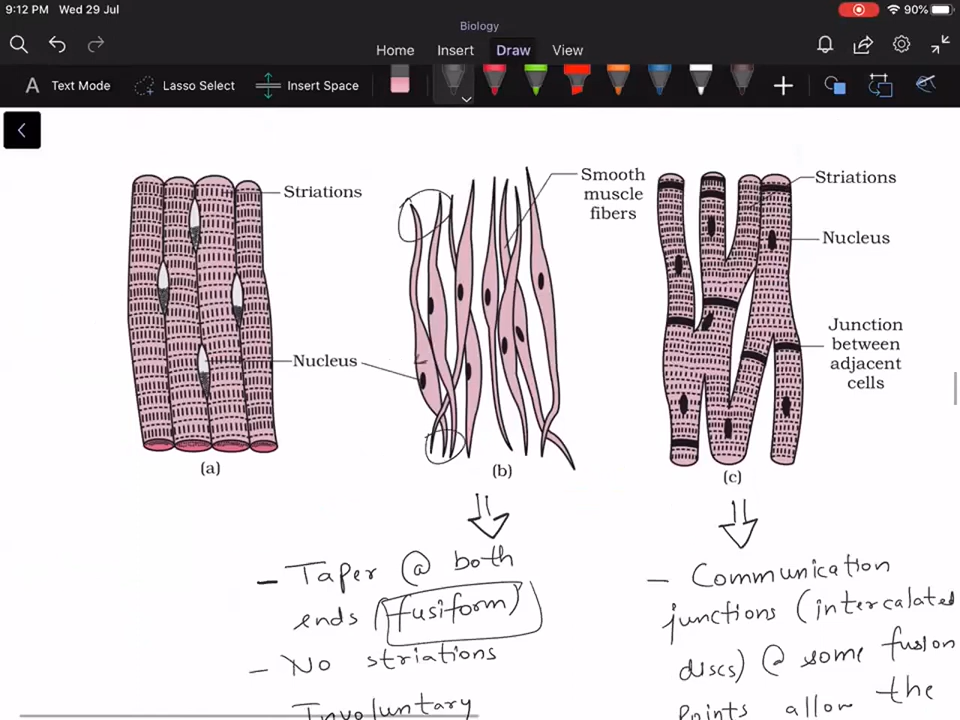 9:12 PM Wed 29 Jul
90%
Biology
Home Insert Draw View
A Text Mode Lasso Select Insert Space
Striations
Nucleus
(a)
Smooth
muscle
fibers
(b)
Striations
Nucleus
Junction
between
adjacent
cells
(c)
- Taper @ both
ends (fusiform)
- No striations
Involuntary
- Communication
junctions (intercalated
discs) @ some fusion
points allow the